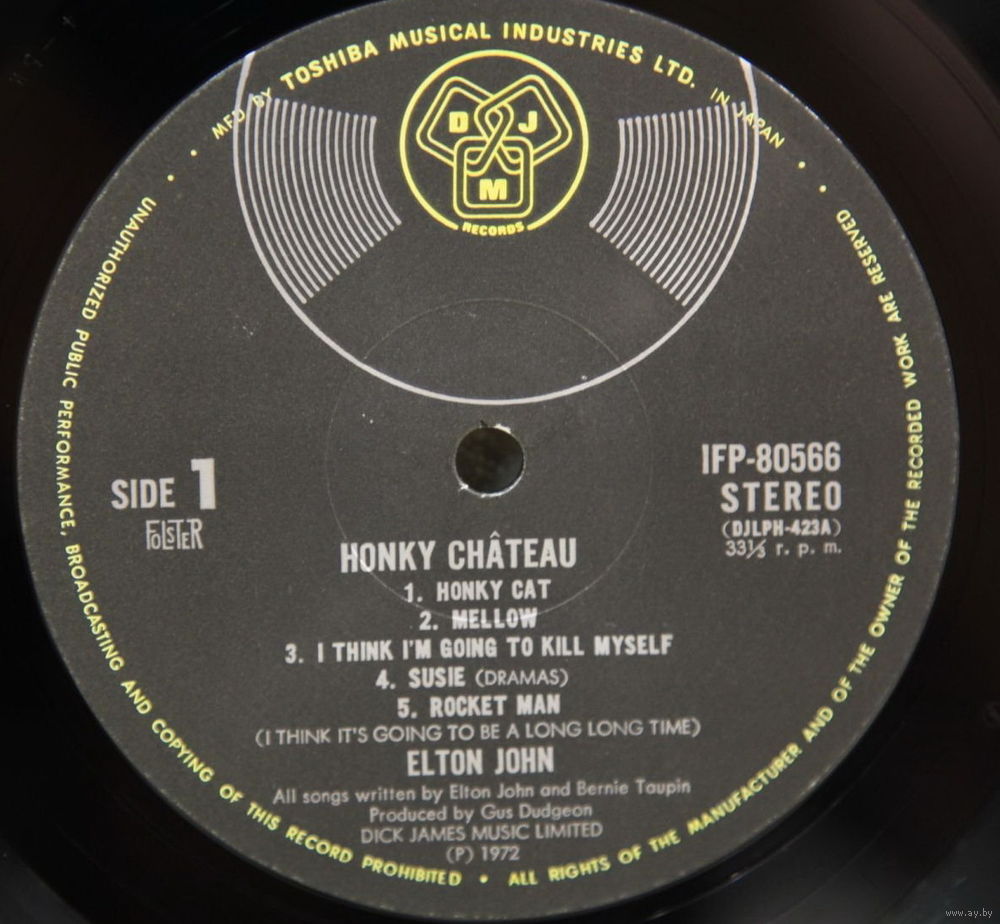 MFD BY TOSHIBA MUSICAL INDUSTRIES LTD. IN JAPAN
D J
M
RECORDS
SIDE 1
FOLSTER
IFP-80566
STEREO
(DJLPH-423A)
33⅓ r. p. m.
HONKY CHÂTEAU
1. HONKY CAT
2. MELLOW
3. I THINK I'M GOING TO KILL MYSELF
4. SUSIE (DRAMAS)
5. ROCKET MAN
(I THINK IT'S GOING TO BE A LONG LONG TIME)
ELTON JOHN
All songs written by Elton John and Bernie Taupin
Produced by Gus Dudgeon
DICK JAMES MUSIC LIMITED
(P) 1972
UNAUTHORIZED PUBLIC PERFORMANCE, BROADCASTING AND COPYING OF THIS RECORD PROHIBITED • ALL RIGHTS OF THE MANUFACTURER AND OF THE OWNER OF THE RECORDED WORK ARE RESERVED
www.ay.by